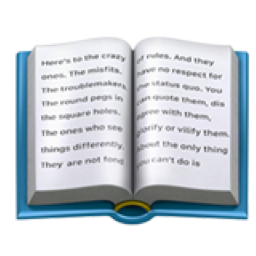 Here's to the crazy
ones. The misfits.
The troublemakers.
The round pegs in
the square holes.
The ones who see
things differently.
They are not fond
of rules. And they
have no respect for
the status quo. You
can quote them, dis
agree with them,
glorify or vilify them.
about the only thing
you can't do is